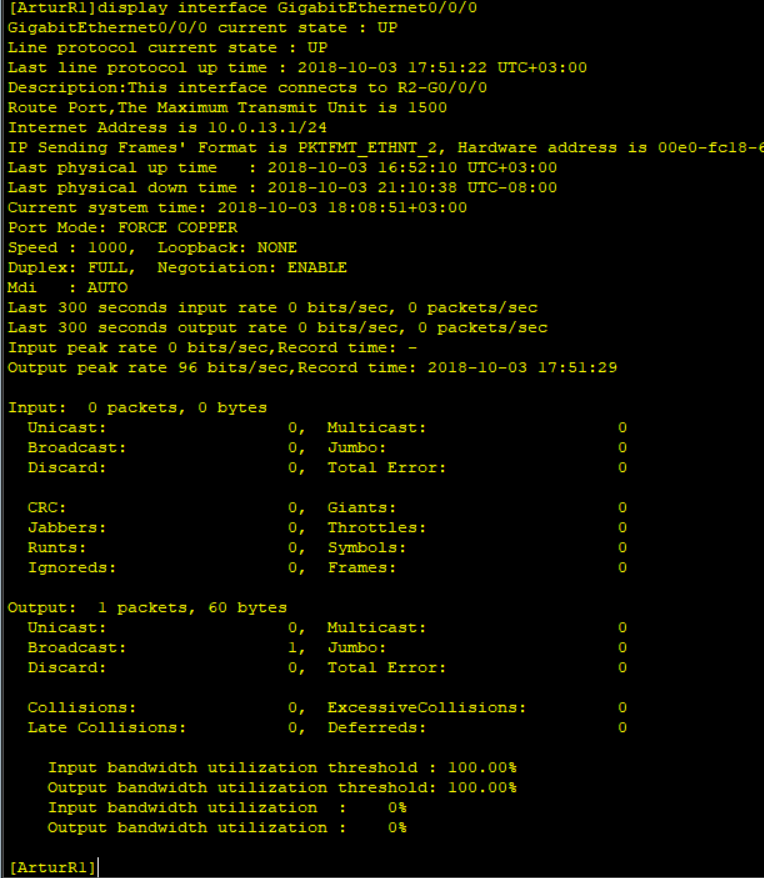 [ArturR1]display interface GigabitEthernet0/0/0
GigabitEthernet0/0/0 current state : UP
Line protocol current state : UP
Last line protocol up time : 2018-10-03 17:51:22 UTC+03:00
Description:This interface connects to R2-G0/0/0
Route Port,The Maximum Transmit Unit is 1500
Internet Address is 10.0.13.1/24
IP Sending Frames' Format is PKTFMT_ETHNT_2, Hardware address is 00e0-fc18-6
Last physical up time   : 2018-10-03 16:52:10 UTC+03:00
Last physical down time : 2018-10-03 21:10:38 UTC-08:00
Current system time: 2018-10-03 18:08:51+03:00
Port Mode: FORCE COPPER
Speed : 1000,  Loopback: NONE
Duplex: FULL,  Negotiation: ENABLE
Mdi   : AUTO
Last 300 seconds input rate 0 bits/sec, 0 packets/sec
Last 300 seconds output rate 0 bits/sec, 0 packets/sec
Input peak rate 0 bits/sec,Record time: -
Output peak rate 96 bits/sec,Record time: 2018-10-03 17:51:29
Input:  0 packets, 0 bytes
Unicast: 0, Multicast: 0
Broadcast: 0, Jumbo: 0
Discard: 0, Total Error: 0
CRC: 0, Giants: 0
Jabbers: 0, Throttles: 0
Runts: 0, Symbols: 0
Ignoreds: 0, Frames: 0
Output:  1 packets, 60 bytes
Unicast: 0, Multicast: 0
Broadcast: 1, Jumbo: 0
Discard: 0, Total Error: 0
Collisions: 0, ExcessiveCollisions: 0
Late Collisions: 0, Deferreds: 0
Input bandwidth utilization threshold : 100.00%
Output bandwidth utilization threshold: 100.00%
Input bandwidth utilization  :    0%
Output bandwidth utilization :    0%
[ArturR1]